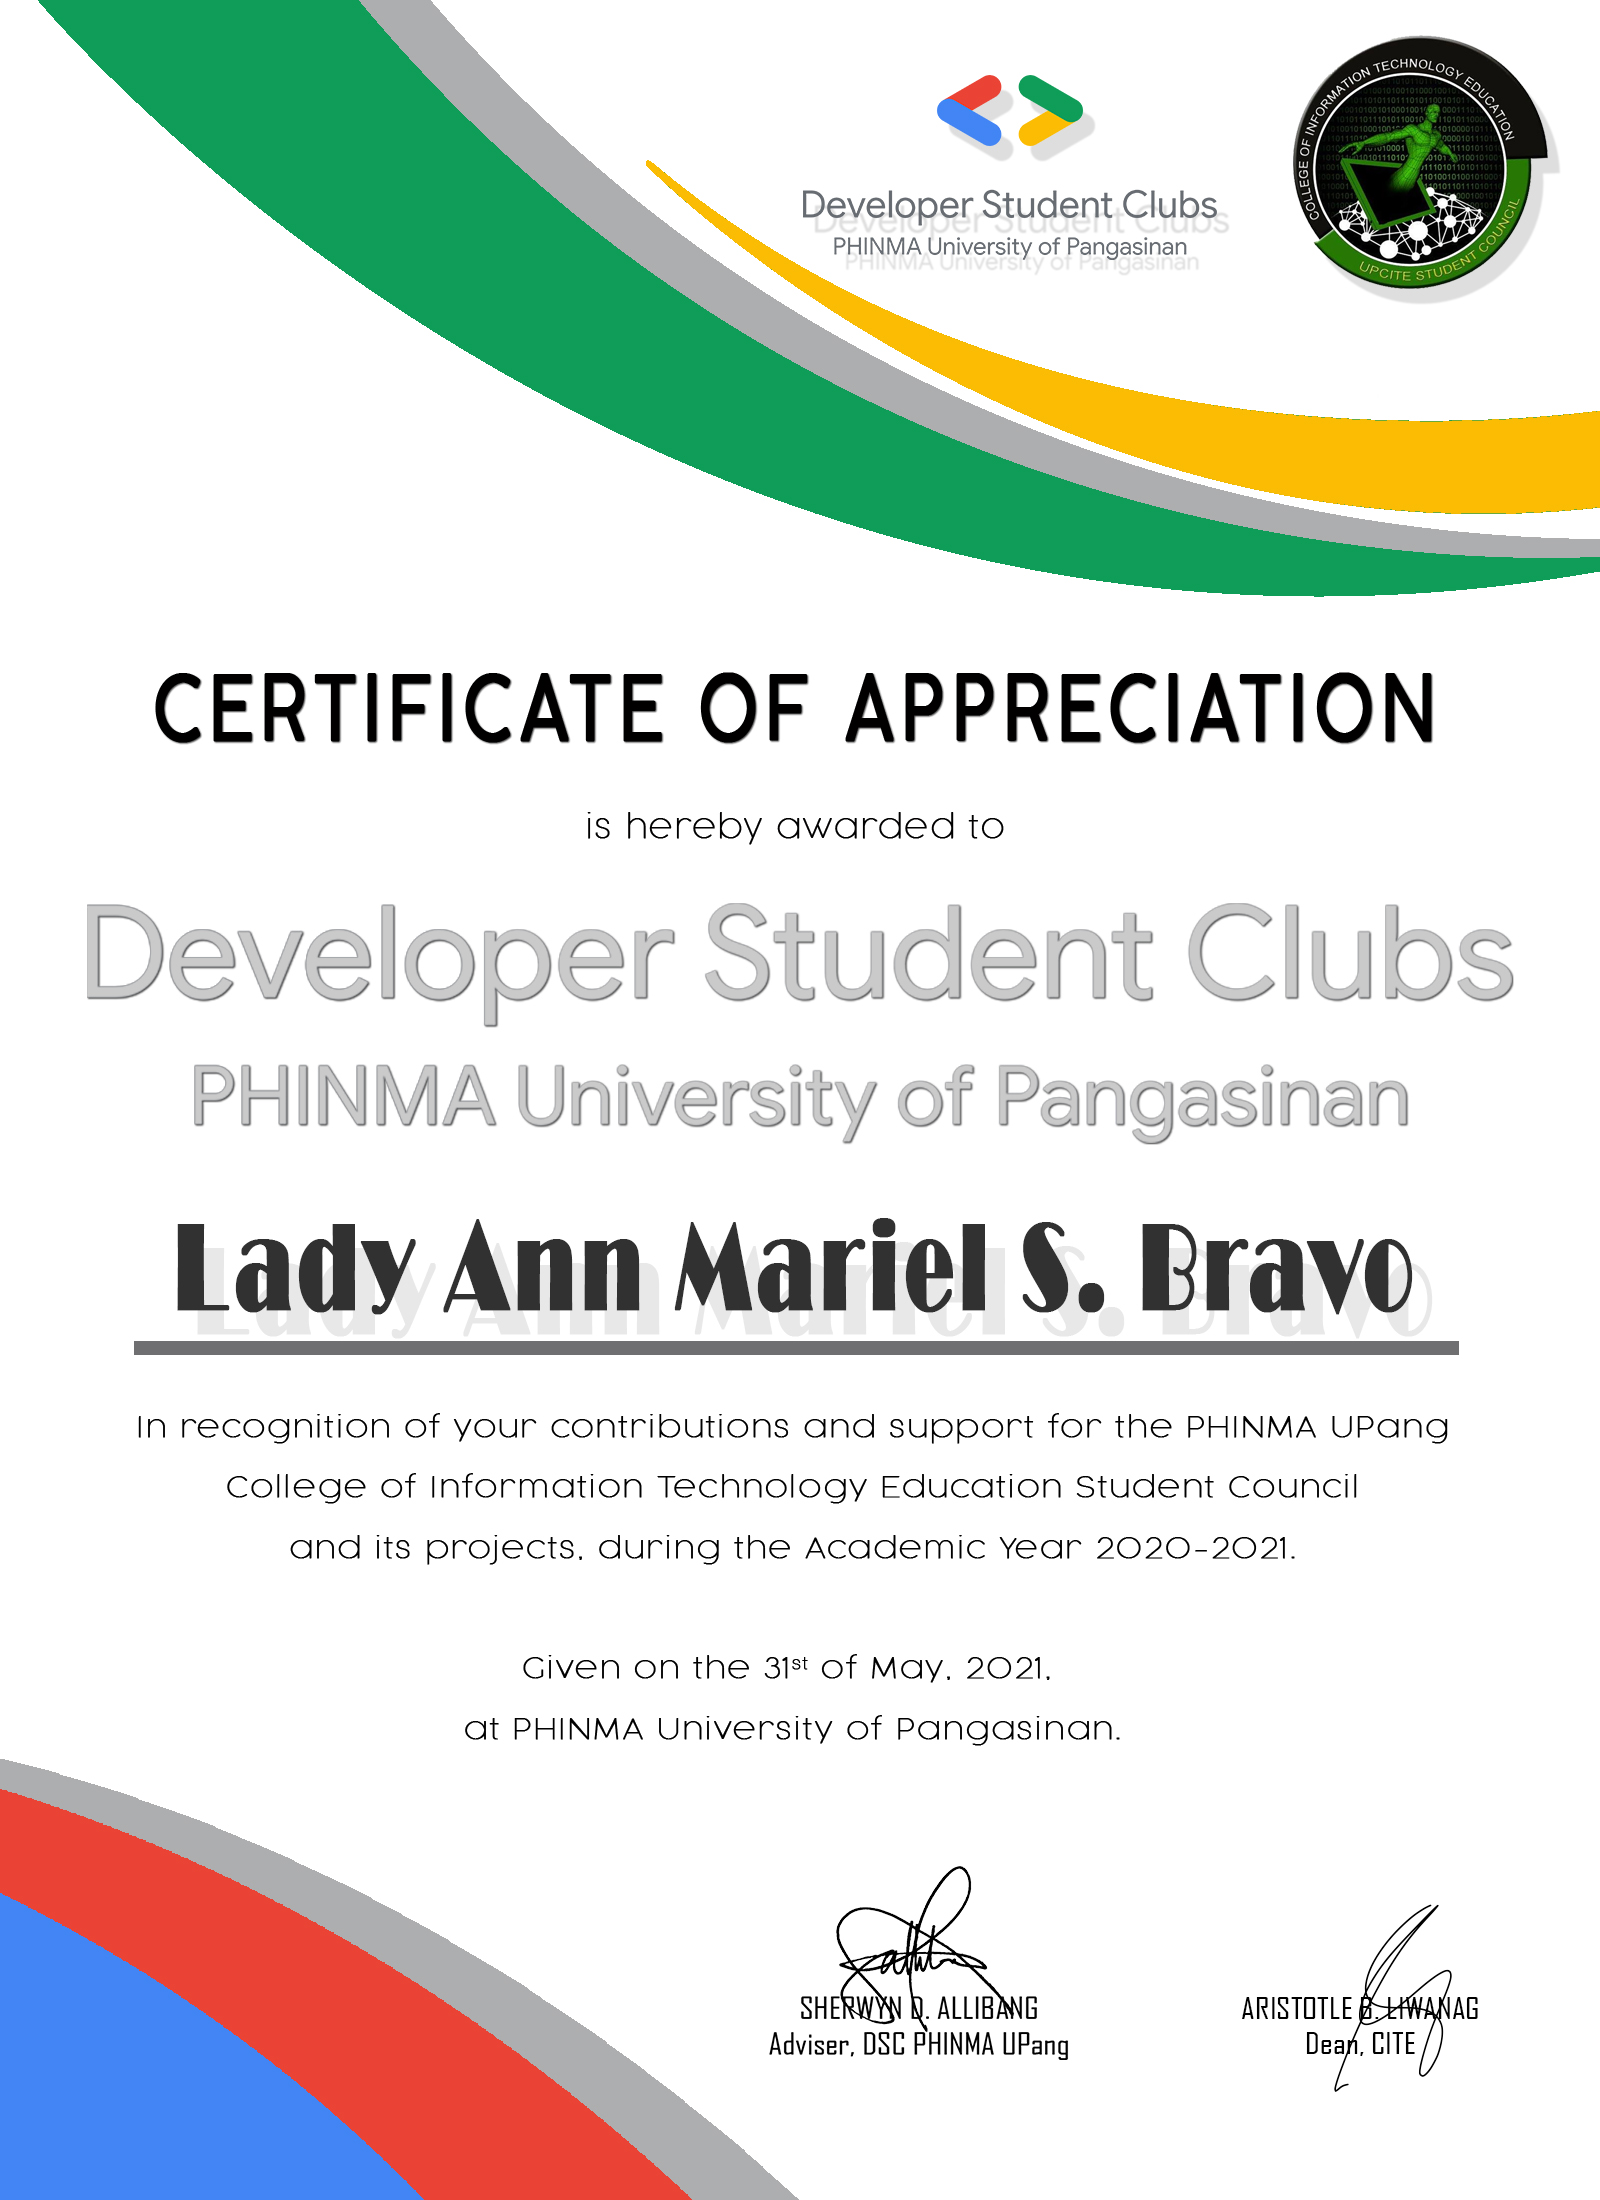 Developer Student Clubs
PHINMA University of Pangasinan
COLLEGE OF INFORMATION TECHNOLOGY EDUCATION
UPCITE STUDENT COUNCIL
CERTIFICATE OF APPRECIATION
is hereby awarded to
Developer Student Clubs
PHINMA University of Pangasinan
Lady Ann Mariel S. Bravo
In recognition of your contributions and support for the PHINMA UPang
College of Information Technology Education Student Council
and its projects, during the Academic Year 2020-2021.
Given on the 31st of May, 2021,
at PHINMA University of Pangasinan.
SHERWYN D. ALLIBANG
Adviser, DSC PHINMA UPang
ARISTOTLE B. LIWANAG
Dean, CITE